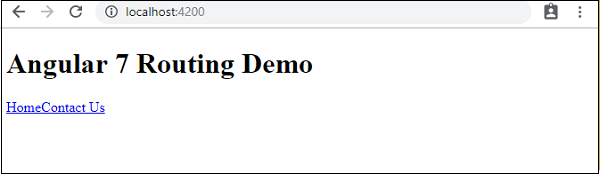 localhost:4200
Angular 7 Routing Demo
HomeContact Us